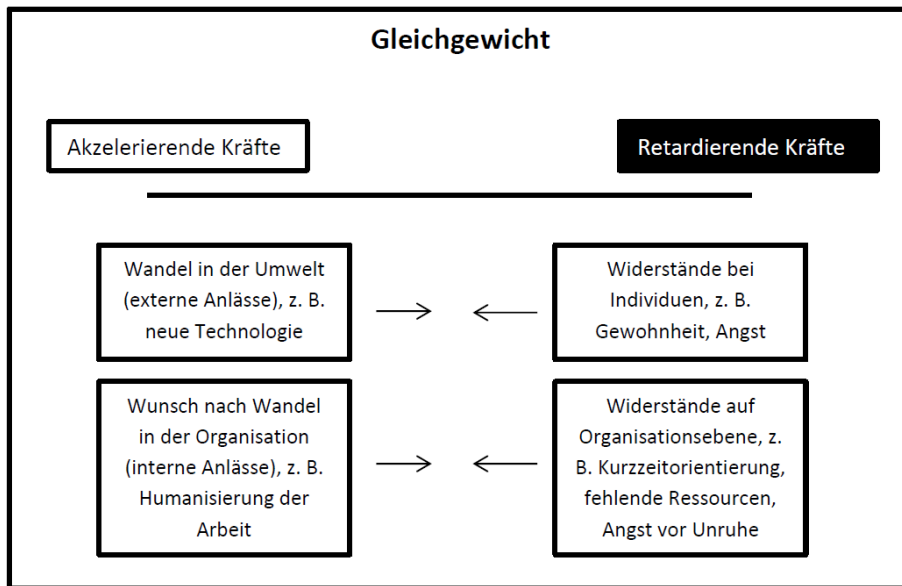 Gleichgewicht
Akzelerierende Kräfte
Retardierende Kräfte
Wandel in der Umwelt
(externe Anlässe), z. B.
neue Technologie
Widerstände bei
Individuen, z. B.
Gewohnheit, Angst
Wunsch nach Wandel
in der Organisation
(interne Anlässe), z. B.
Humanisierung der
Arbeit
Widerstände auf
Organisationsebene, z.
B. Kurzzeitorientierung,
fehlende Ressourcen,
Angst vor Unruhe